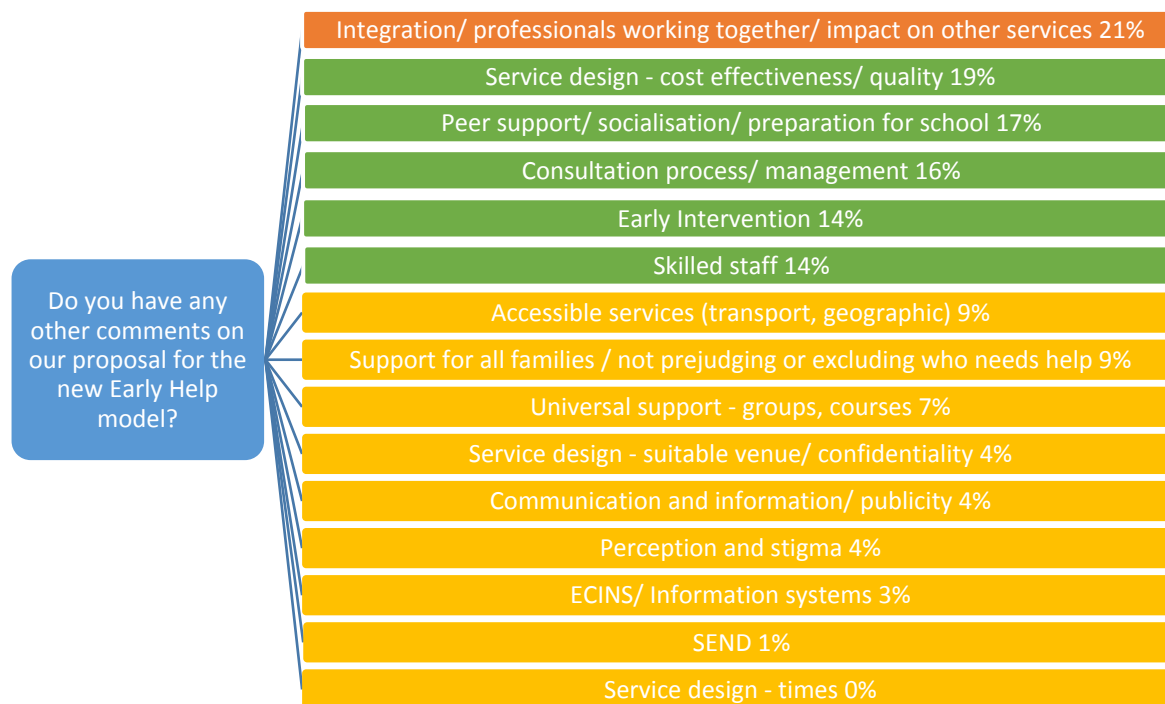 Integration/ professionals working together/ impact on other services 21%
Service design - cost effectiveness/ quality 19%
Peer support/ socialisation/ preparation for school 17%
Consultation process/ management 16%
Early Intervention 14%
Skilled staff 14%
Do you have any
other comments on
our proposal for the
new Early Help
model?
Accessible services (transport, geographic) 9%
Support for all families / not prejudging or excluding who needs help 9%
Universal support - groups, courses 7%
Service design - suitable venue/ confidentiality 4%
Communication and information/ publicity 4%
Perception and stigma 4%
ECINS/ Information systems 3%
SEND 1%
Service design - times 0%